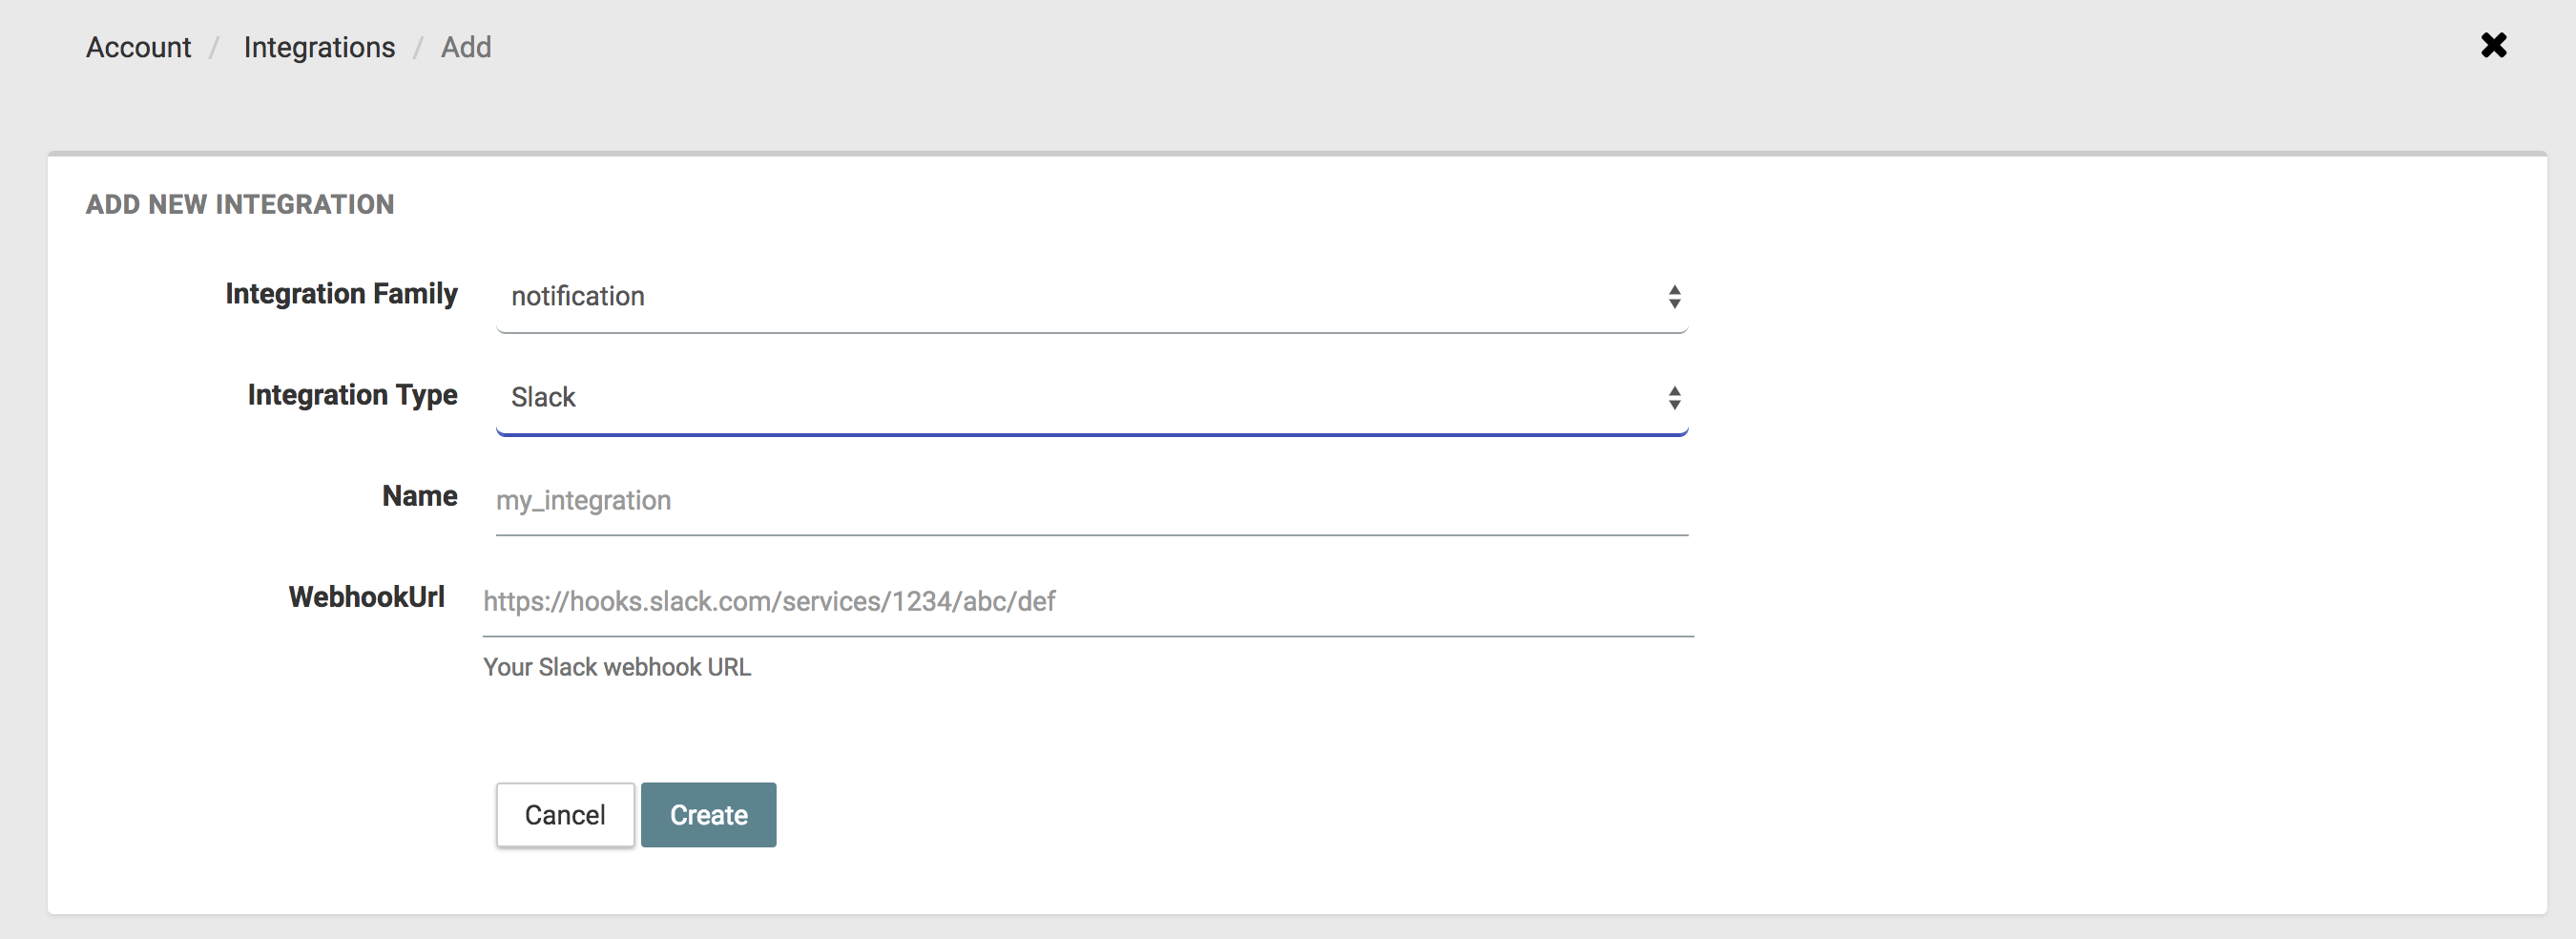 Account / Integrations / Add
ADD NEW INTEGRATION
Integration Family notification
Integration Type Slack
Name my_integration
WebhookUrl https://hooks.slack.com/services/1234/abc/def
Your Slack webhook URL
Cancel Create